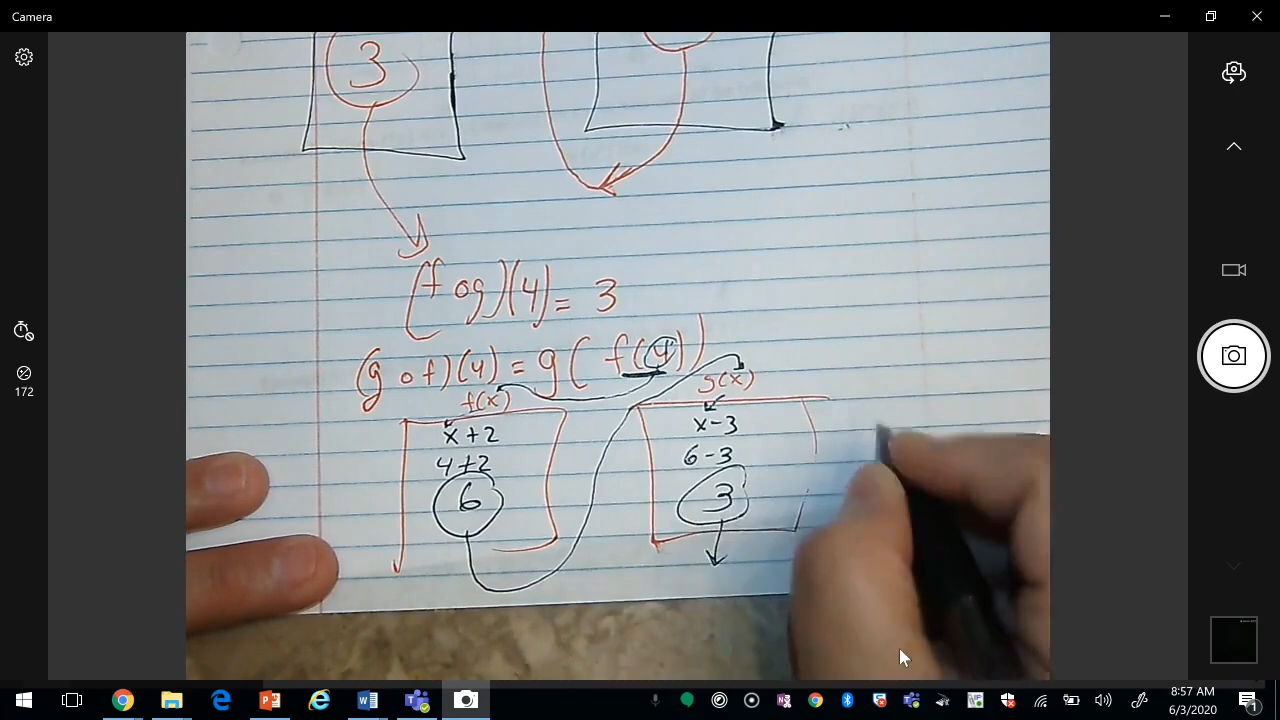 Camera
3
(f o g)(4) = 3
(g o f)(4) = g( f(4))
f(x)
x+2
4+2
6
g(x)
x-3
6-3
3
172
8:57 AM
6/3/2020